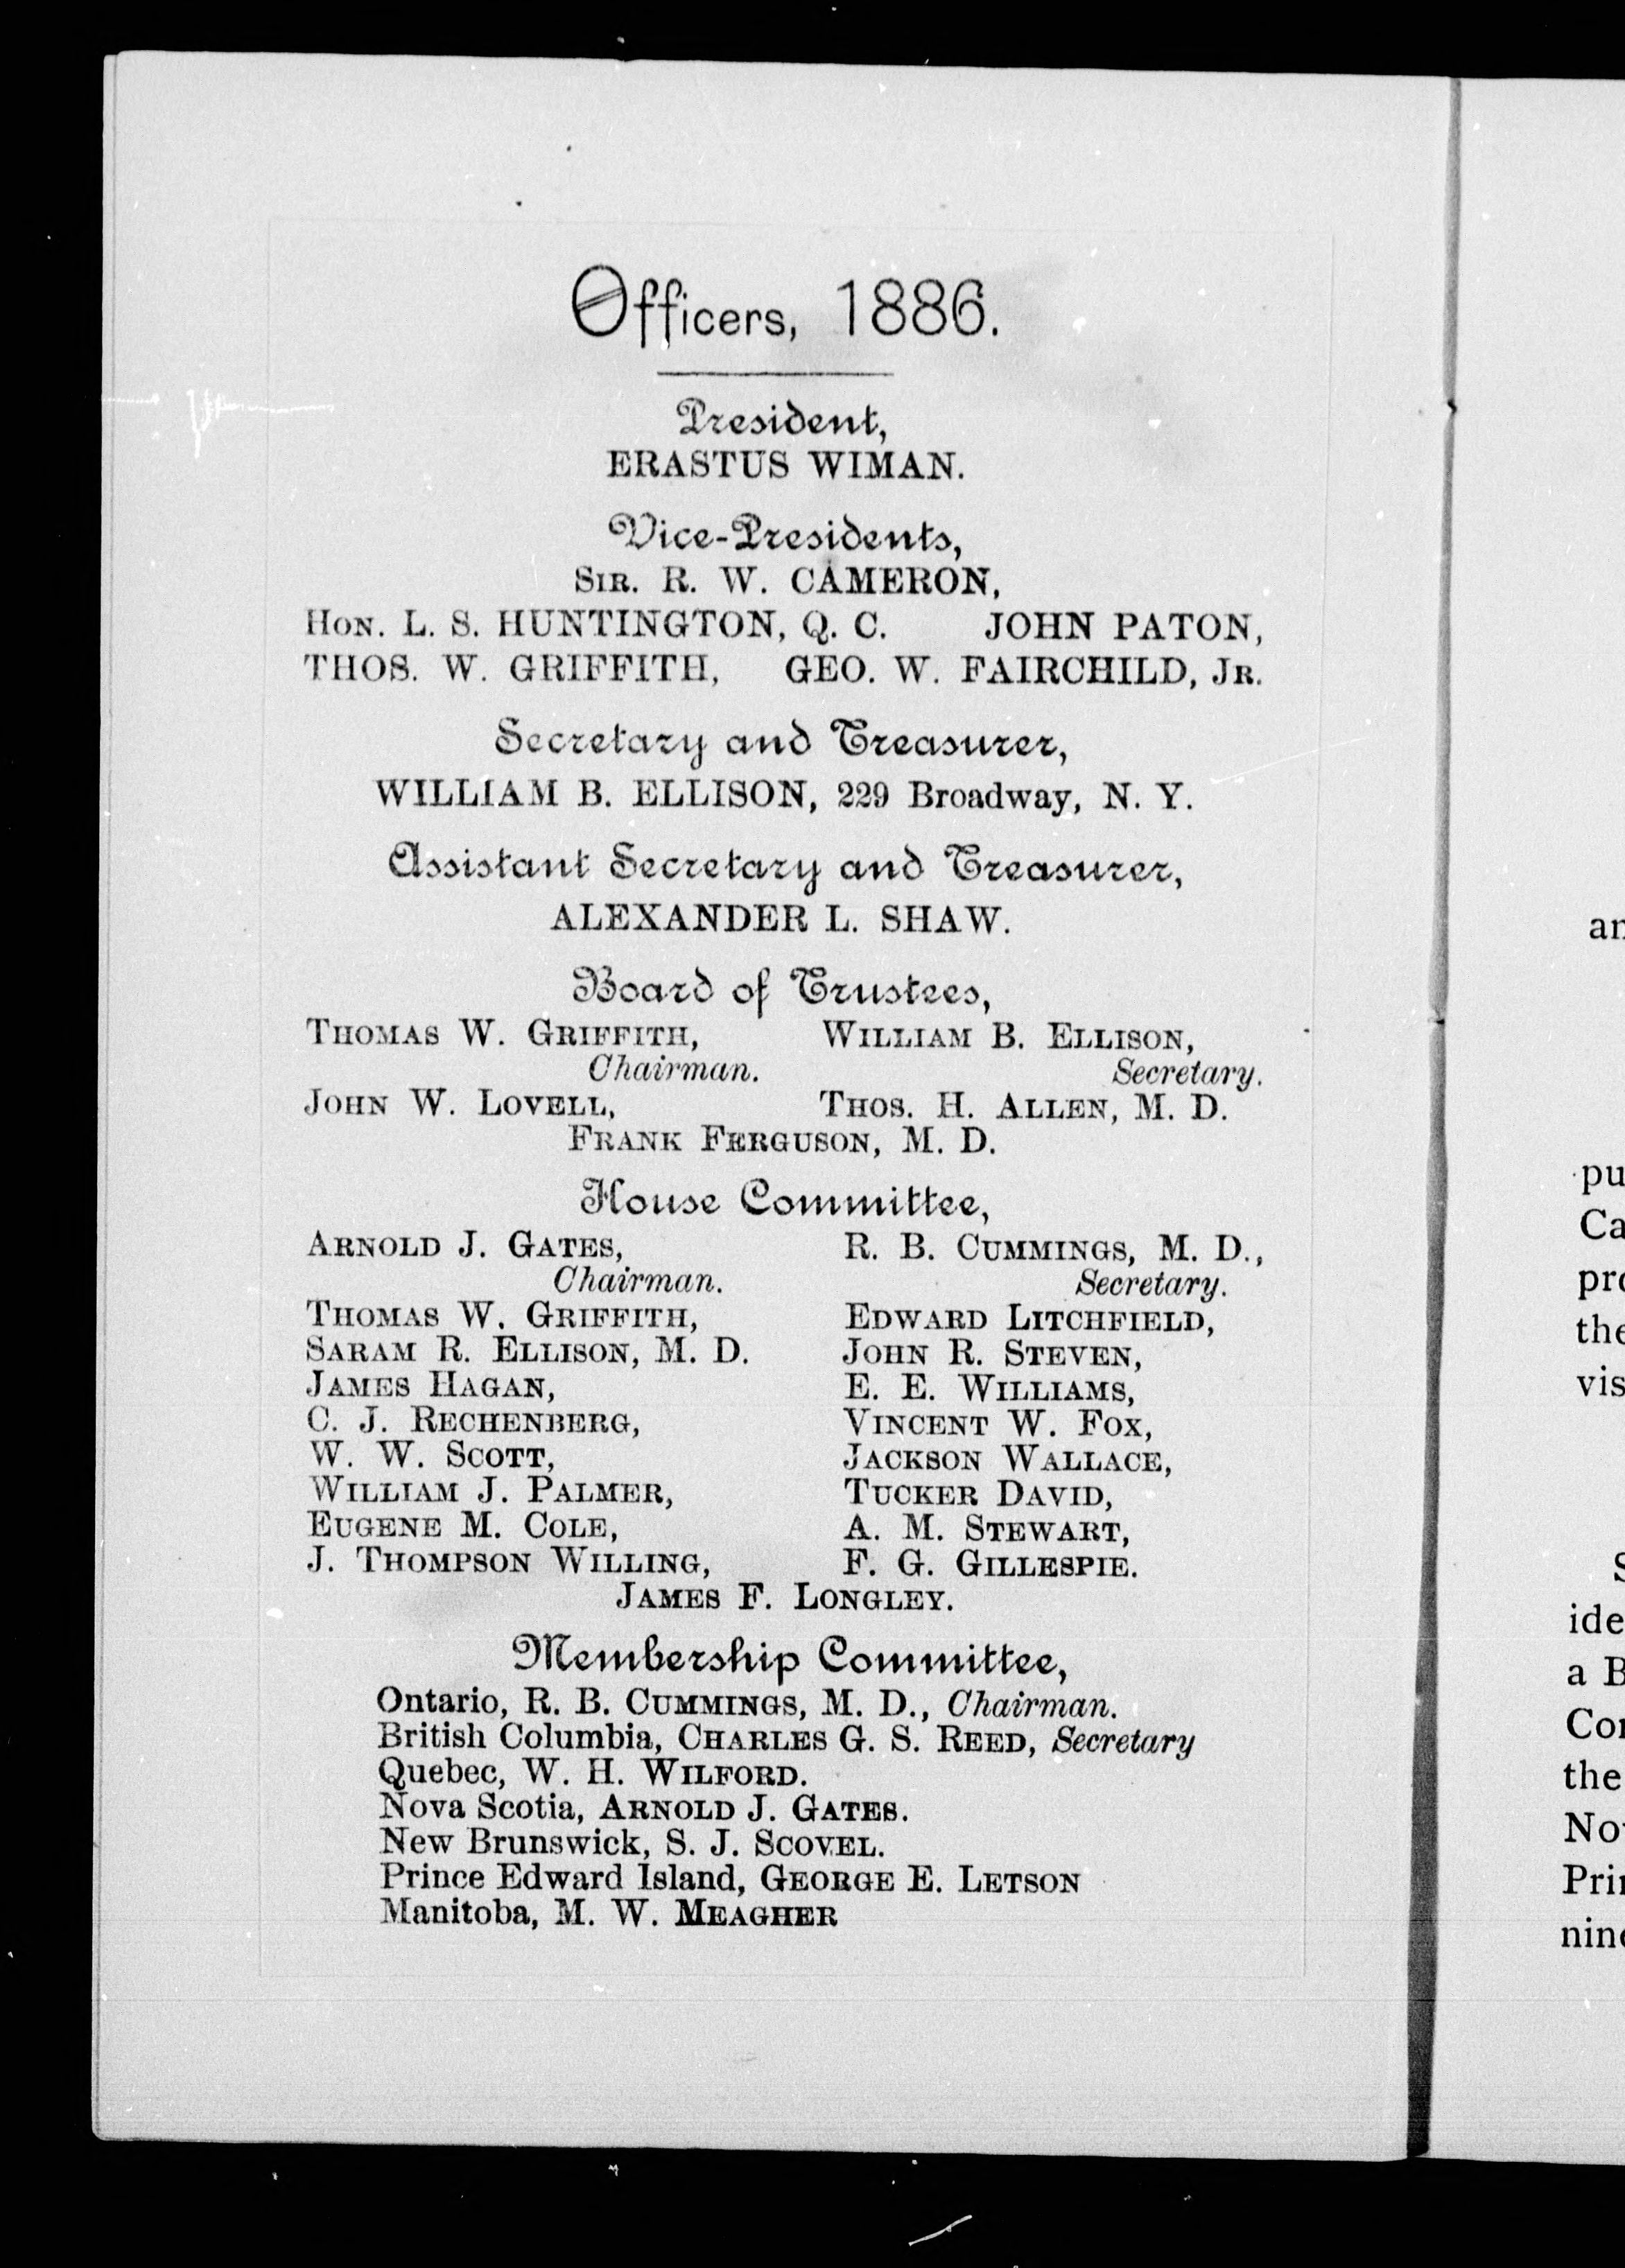 Officers, 1886.
President,
ERASTUS WIMAN.
Vice-Presidents,
SIR. R. W. CAMERON,
HON. L. S. HUNTINGTON, Q. C. JOHN PATON,
THOS. W. GRIFFITH, GEO. W. FAIRCHILD, JR.
Secretary and Treasurer,
WILLIAM B. ELLISON, 229 Broadway, N. Y.
Assistant Secretary and Treasurer,
ALEXANDER L. SHAW.
Board of Trustees,
THOMAS W. GRIFFITH, WILLIAM B. ELLISON,
Chairman. Secretary.
JOHN W. LOVELL, THOS. H. ALLEN, M. D.
FRANK FERGUSON, M. D.
House Committee,
ARNOLD J. GATES, R. B. CUMMINGS, M. D.,
Chairman. Secretary.
THOMAS W. GRIFFITH, EDWARD LITCHFIELD,
SARAM R. ELLISON, M. D. JOHN R. STEVEN,
JAMES HAGAN, E. E. WILLIAMS,
C. J. RECHENBERG, VINCENT W. FOX,
W. W. SCOTT, JACKSON WALLACE,
WILLIAM J. PALMER, TUCKER DAVID,
EUGENE M. COLE, A. M. STEWART,
J. THOMPSON WILLING, F. G. GILLESPIE.
JAMES F. LONGLEY.
Membership Committee,
Ontario, R. B. CUMMINGS, M. D., Chairman.
British Columbia, CHARLES G. S. REED, Secretary
Quebec, W. H. WILFORD.
Nova Scotia, ARNOLD J. GATES.
New Brunswick, S. J. SCOVEL.
Prince Edward Island, GEORGE E. LETSON
Manitoba, M. W. MEAGHER